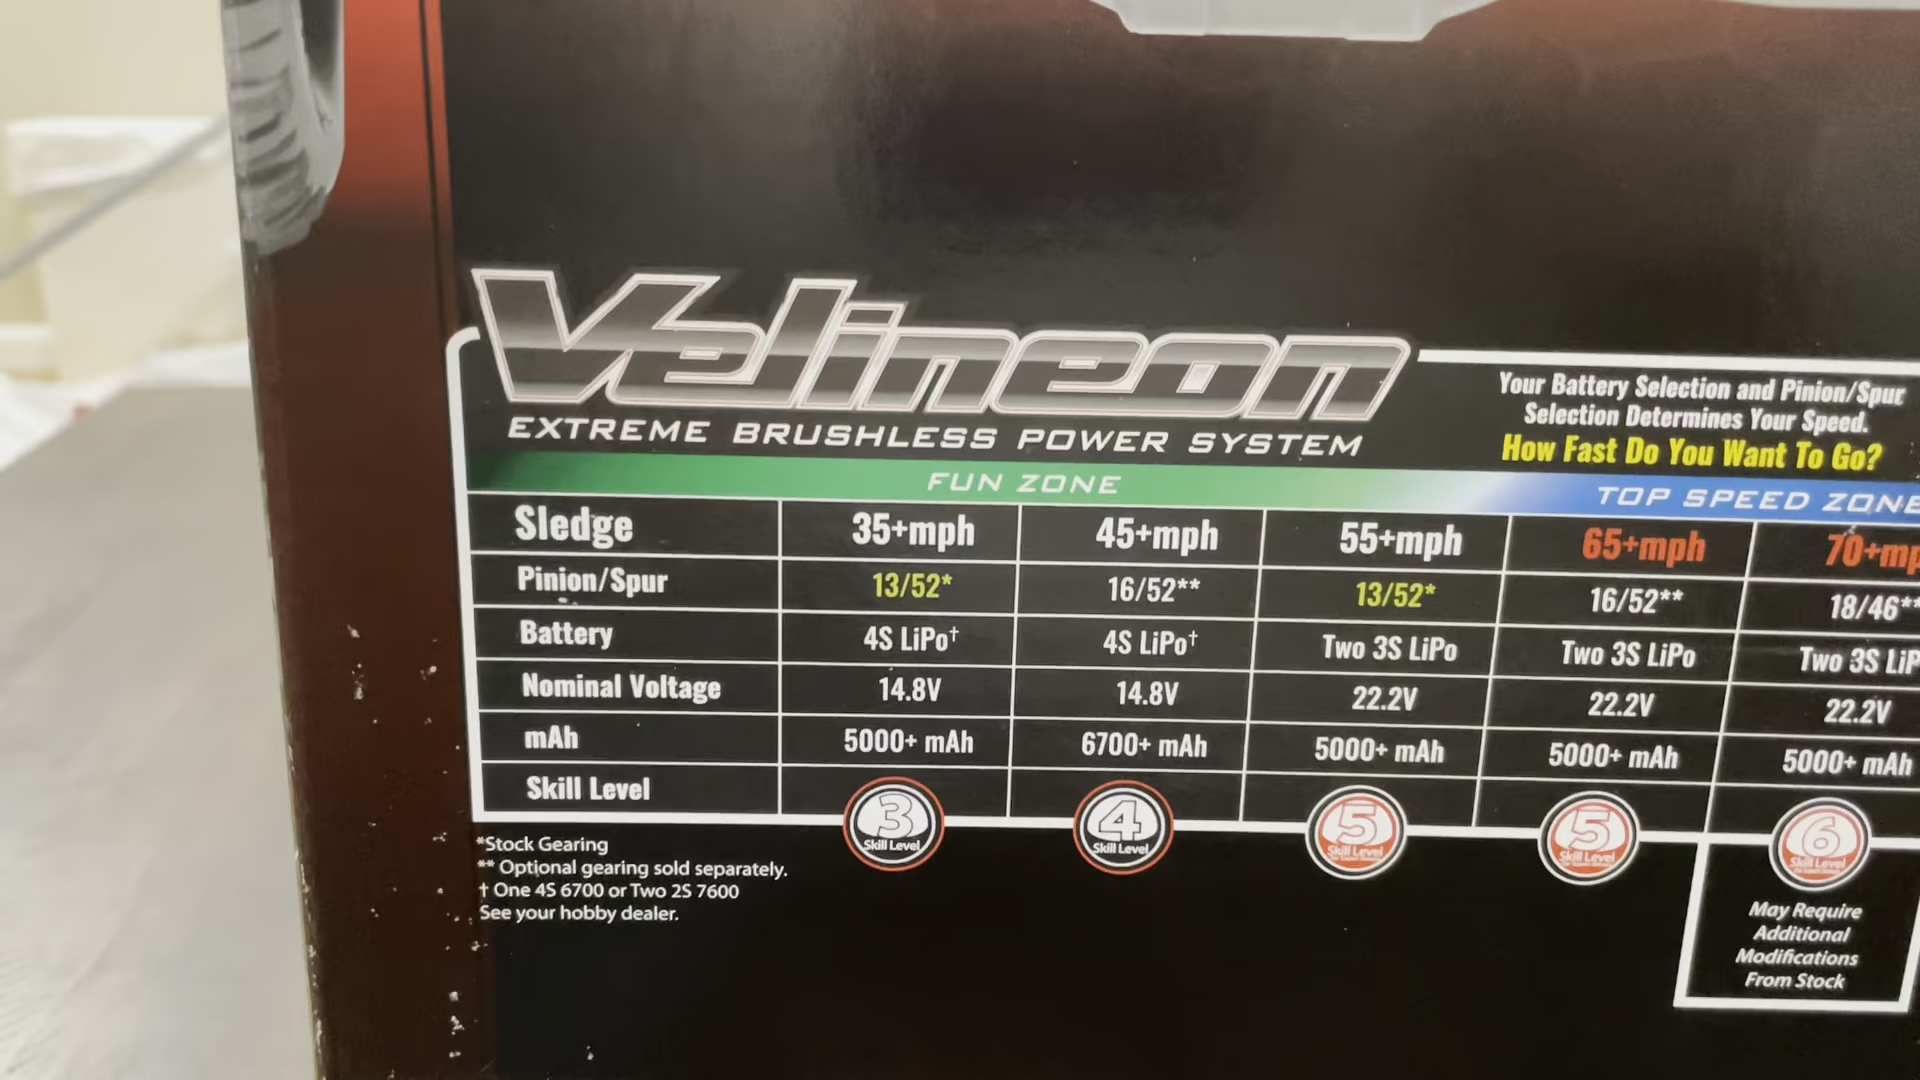 Velineon
EXTREME BRUSHLESS POWER SYSTEM
Your Battery Selection and Pinion/Spur
Selection Determines Your Speed.
How Fast Do You Want To Go?
FUN ZONE
TOP SPEED ZONE
Sledge 35+mph 45+mph 55+mph 65+mph 70+mp
Pinion/Spur 13/52* 16/52** 13/52* 16/52** 18/46**
Battery 4S LiPo† 4S LiPo† Two 3S LiPo Two 3S LiPo Two 3S LiP
Nominal Voltage 14.8V 14.8V 22.2V 22.2V 22.2V
mAh 5000+ mAh 6700+ mAh 5000+ mAh 5000+ mAh 5000+ mAh
Skill Level 3 4 5 5 6
Skill Level Skill Level Skill Level Skill Level Skill Level
*Stock Gearing
** Optional gearing sold separately.
† One 4S 6700 or Two 2S 7600
See your hobby dealer.
May Require
Additional
Modifications
From Stock